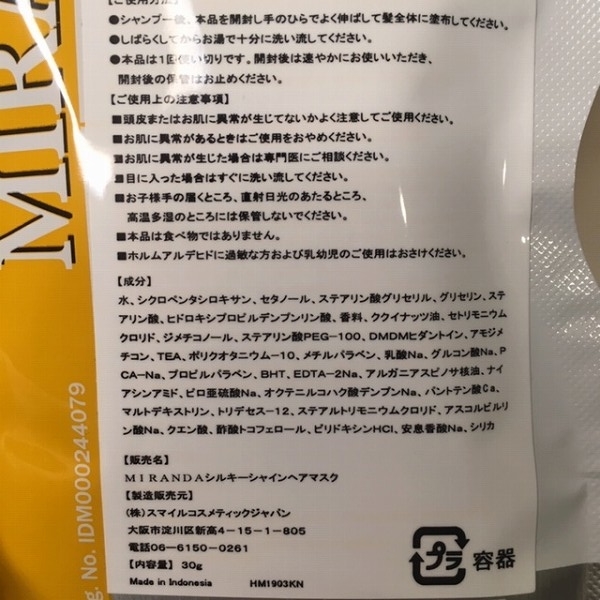 【ご使用方法】
●シャンプー後、本品を開封し手のひらでよく伸ばして髪全体に塗布してください。
●しばらくしてからお湯で十分に洗い流してください。
●本品は1回使い切りです。開封後は速やかにお使いいただき、
開封後の保管はお止めください。
【ご使用上の注意事項】
■頭皮またはお肌に異常が生じてないかよく注意してご使用ください。
■お肌に異常があるときはご使用をおやめください。
■お肌に異常が生じた場合は専門医にご相談ください。
■目に入った場合はすぐに洗い流してください。
■お子様手の届くところ、直射日光のあたるところ、
高温多湿のところには保管しないでください。
■本品は食べ物ではありません。
■ホルムアルデヒドに過敏な方および乳幼児のご使用はおさけください。
【成分】
水、シクロペンタシロキサン、セタノール、ステアリン酸グリセリル、グリセリン、ステ
アリン酸、ヒドロキシプロピルデンプンリン酸、香料、ククイナッツ油、セトリモニウム
クロリド、ジメチコノール、ステアリン酸PEG-100、DMDMヒダントイン、アモジメ
チコン、TEA、ポリクオタニウム-10、メチルパラベン、乳酸Na、グルコン酸Na、P
CA-Na、プロピルパラベン、BHT、EDTA-2Na、アルガニアスピノサ核油、ナイ
アシンアミド、ピロ亜硫酸Na、オクテニルコハク酸デンプンNa、パントテン酸Ca、
マルトデキストリン、トリデセス-12、ステアルトリモニウムクロリド、アスコルビルリ
ン酸Na、クエン酸、酢酸トコフェロール、ピリドキシンHCl、安息香酸Na、シリカ
【販売名】
MIRANDAシルキーシャインヘアマスク
【製造販売元】
(株)スマイルコスメティックジャパン
大阪市淀川区新高4-15-1-805
電話06-6150-0261
【内容量】 30g
Made in Indonesia HM1903KN
プラ 容器
MIRA
g. No. IDM000244079